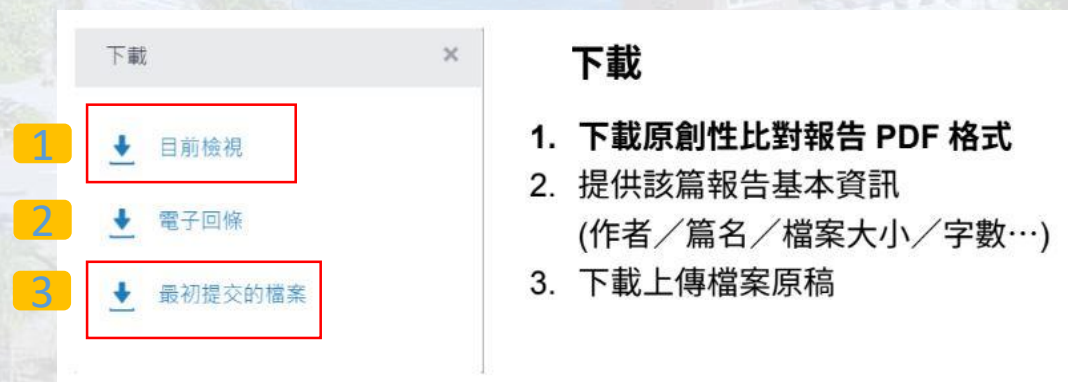 下載 ×
1 目前檢視
2 電子回條
3 最初提交的檔案
下載
1. 下載原創性比對報告 PDF 格式
2. 提供該篇報告基本資訊
(作者／篇名／檔案大小／字數…)
3. 下載上傳檔案原稿